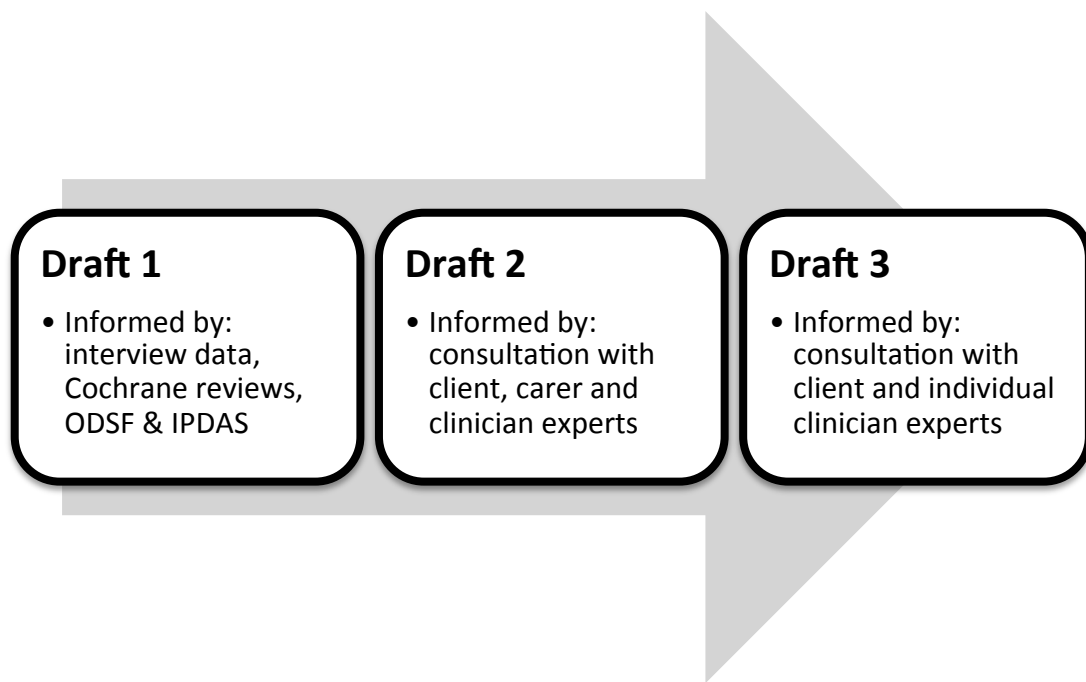 Draft 1
• Informed by:
interview data,
Cochrane reviews,
ODSF & IPDAS
Draft 2
• Informed by:
consultation with
client, carer and
clinician experts
Draft 3
• Informed by:
consultation with
client and individual
clinician experts